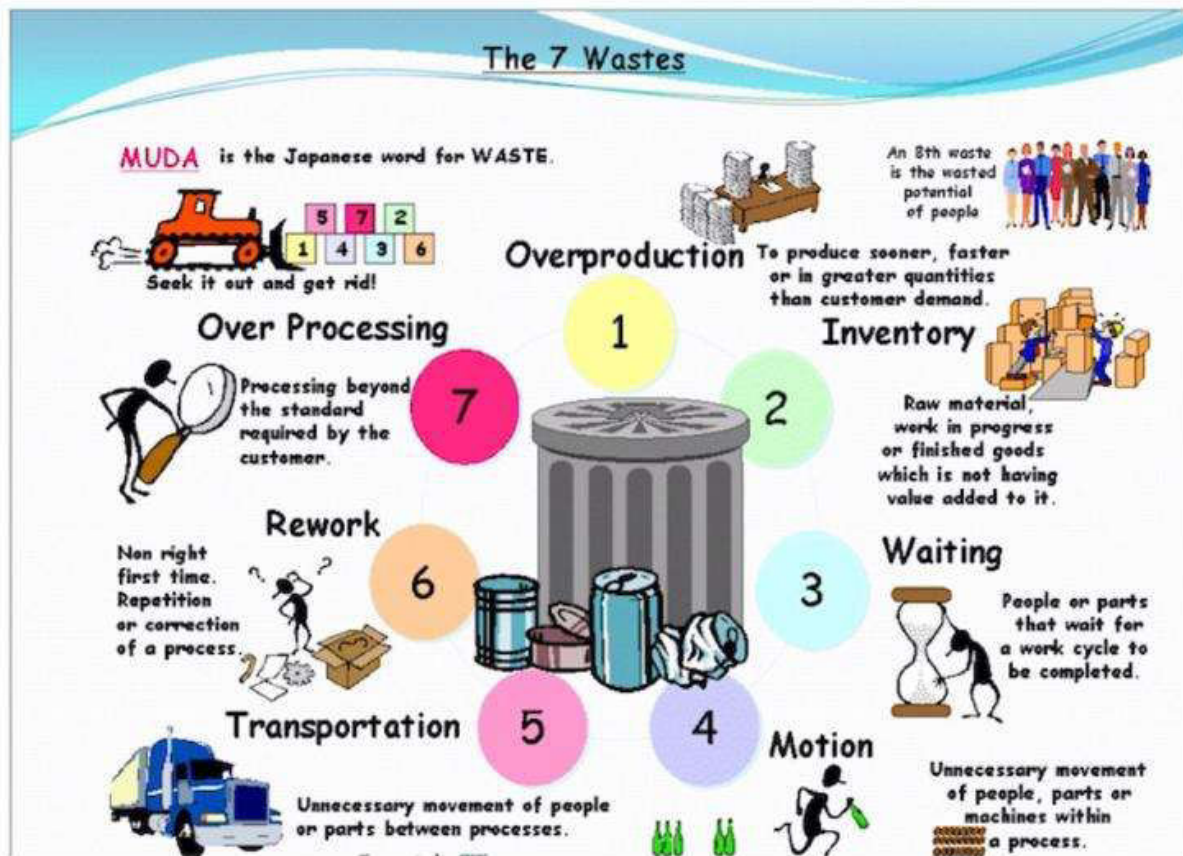 The 7 Wastes
MUDA is the Japanese word for WASTE.
5 7 2
1 4 3 6
Seek it out and get rid!
An 8th waste
is the wasted
potential
of people
Overproduction
To produce sooner, faster
or in greater quantities
than customer demand.
1
Inventory
2
Raw material,
work in progress
or finished goods
which is not having
value added to it.
Waiting
3
People or parts
that wait for
a work cycle to
be completed.
Motion
4
Unnecessary movement
of people, parts or
machines within
a process.
Transportation
5
Unnecessary movement of people
or parts between processes.
Rework
6
Non right
first time.
Repetition
or correction
of a process.
? ?
Over Processing
7
Processing beyond
the standard
required by the
customer.